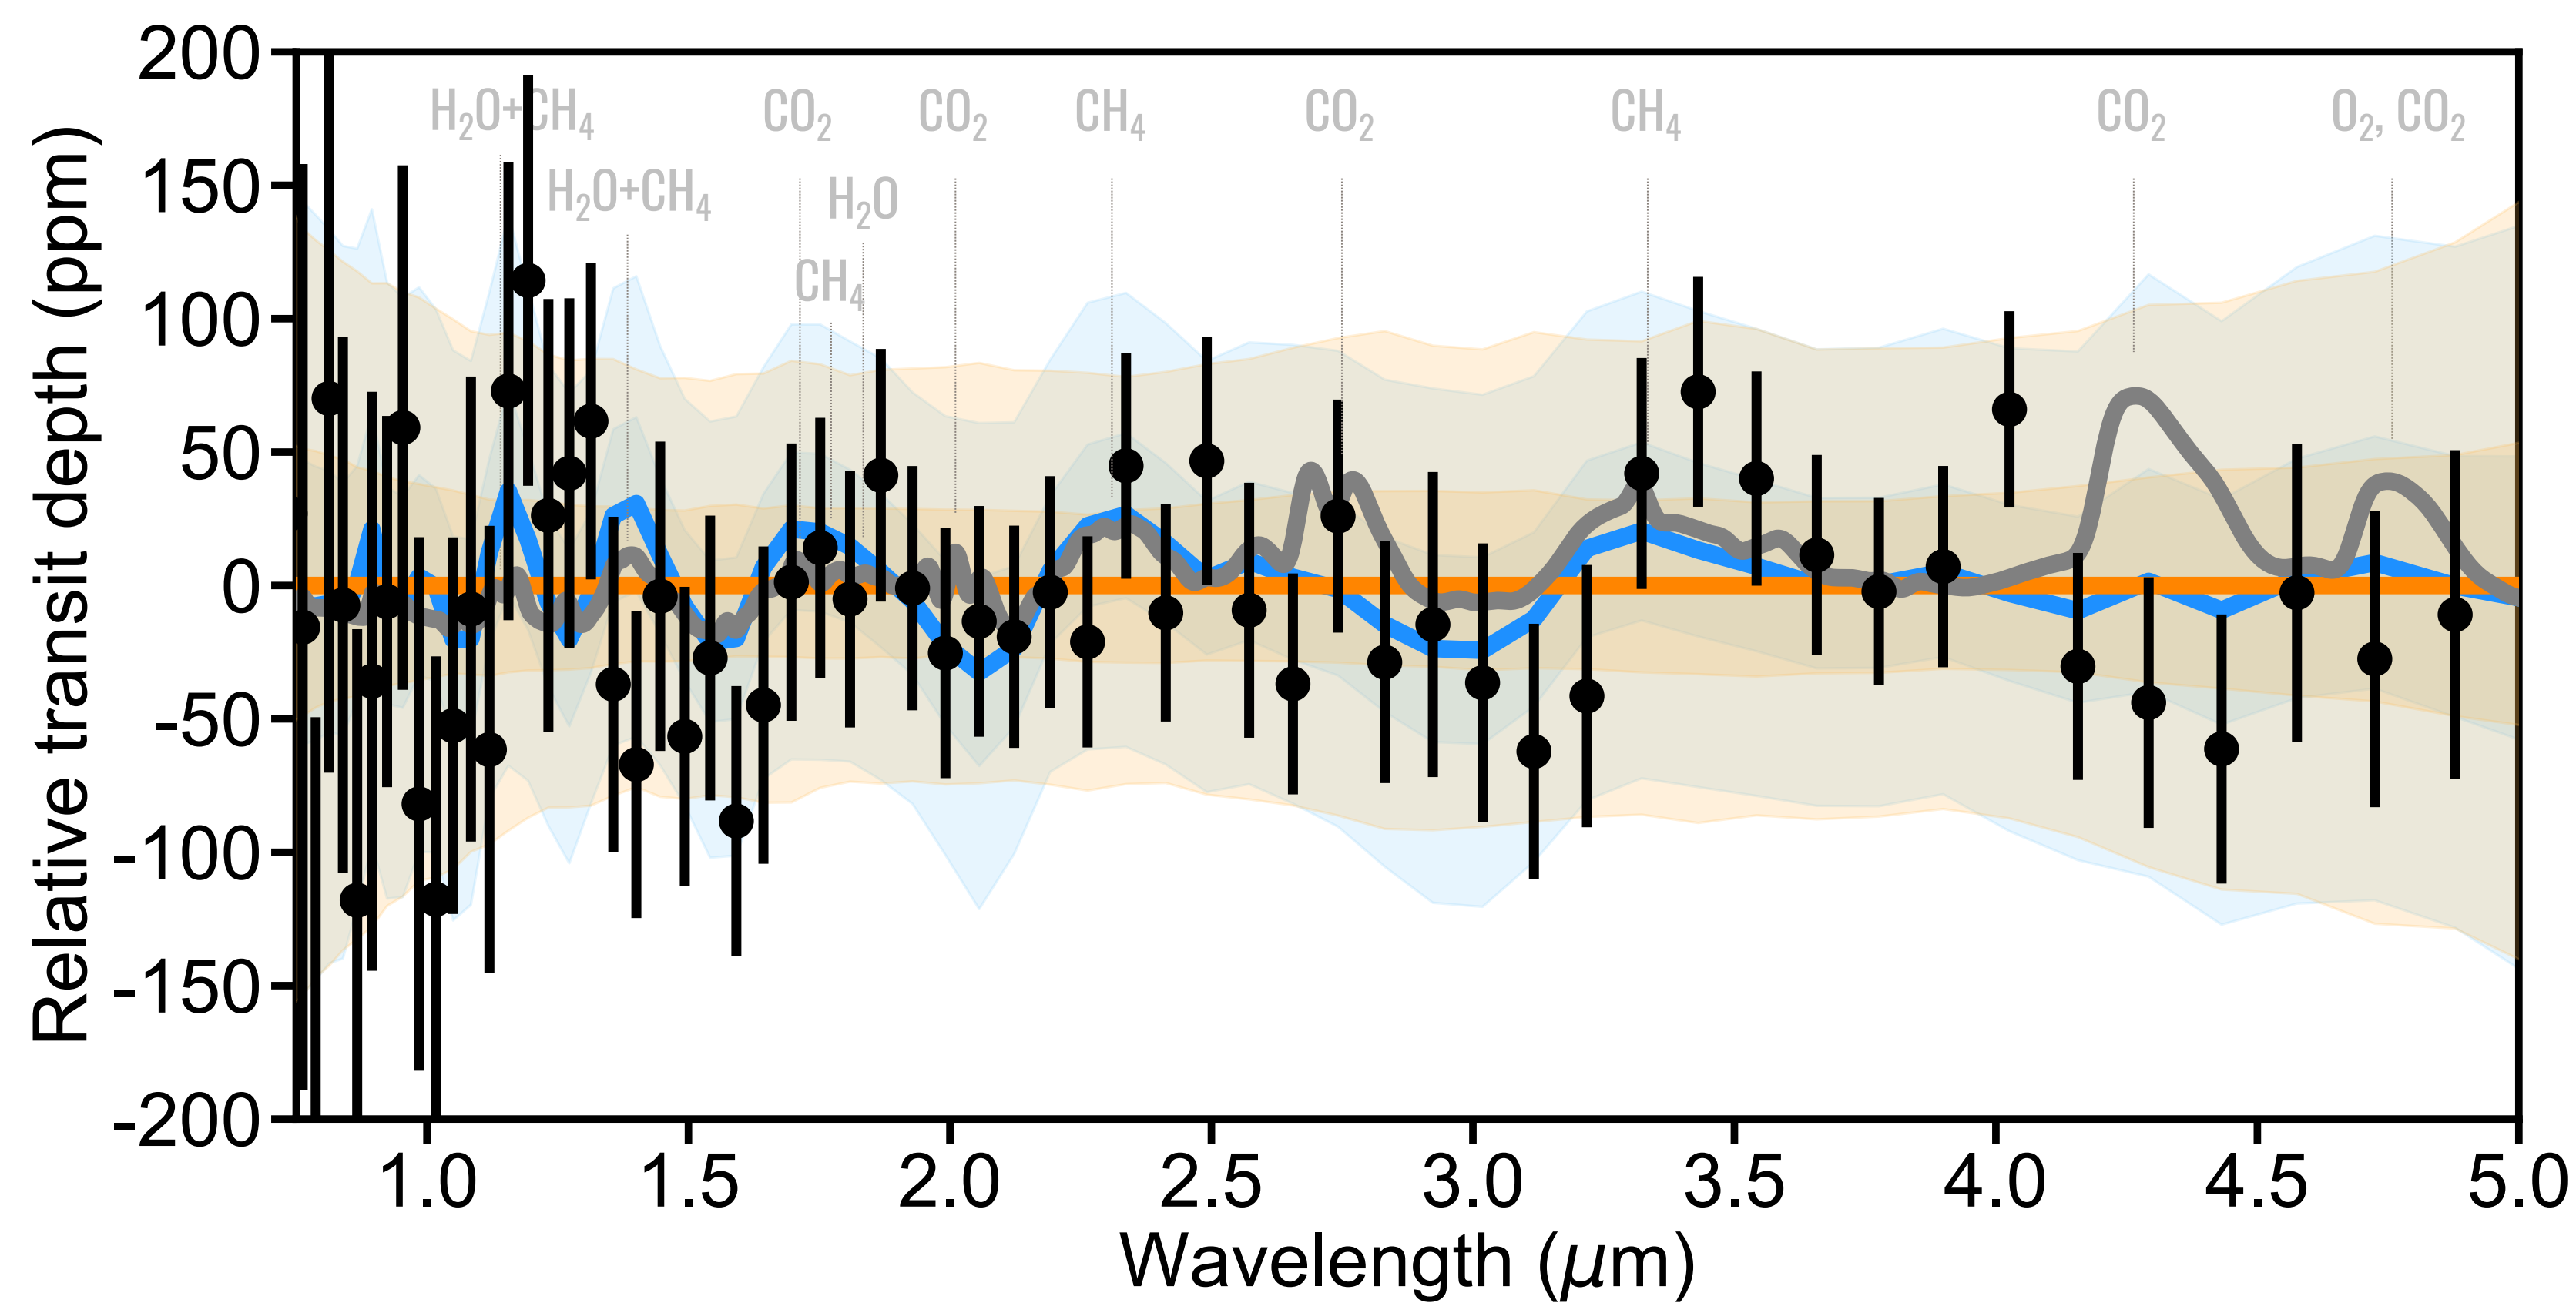 Relative transit depth (ppm)
200
150
100
50
0
-50
-100
-150
-200
H₂O+CH₄
CO₂
CO₂
CH₄
CO₂
CH₄
CO₂
O₂, CO₂
H₂O+CH₄
H₂O
CH₄
1.0 1.5 2.0 2.5 3.0 3.5 4.0 4.5 5.0
Wavelength (μm)